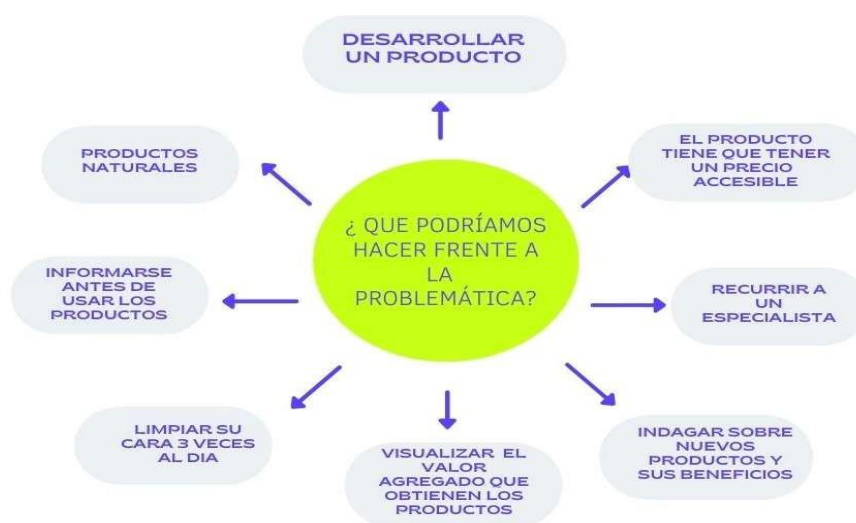 DESARROLLAR
UN PRODUCTO
PRODUCTOS
NATURALES
EL PRODUCTO
TIENE QUE TENER
UN PRECIO
ACCESIBLE
¿ QUE PODRÍAMOS
HACER FRENTE A
LA
PROBLEMÁTICA?
INFORMARSE
ANTES DE
USAR LOS
PRODUCTOS
RECURRIR A
UN
ESPECIALISTA
LIMPIAR SU
CARA 3 VECES
AL DIA
VISUALIZAR EL
VALOR
AGREGADO QUE
OBTIENEN LOS
PRODUCTOS
INDAGAR SOBRE
NUEVOS
PRODUCTOS Y
SUS BENEFICIOS